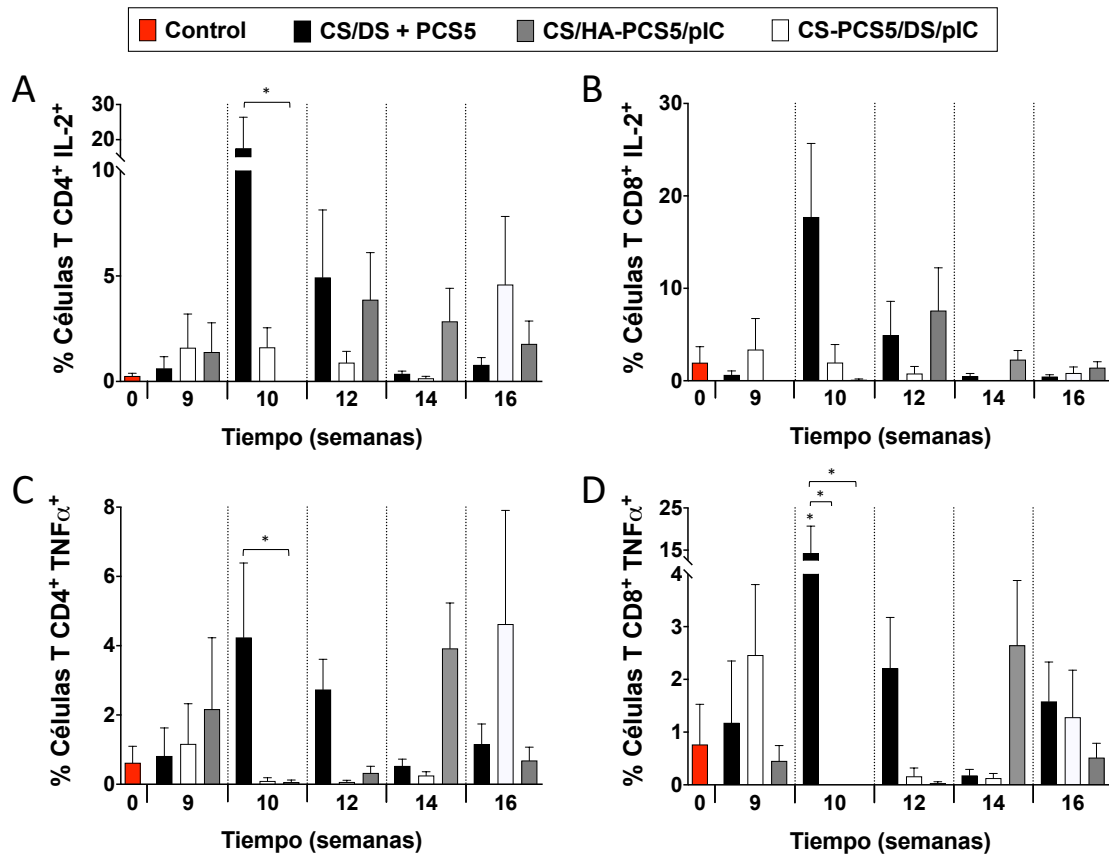 Control CS/DS + PCS5 CS/HA-PCS5/pIC CS-PCS5/DS/pIC
A
% Células T CD4⁺ IL-2⁺
30
20
10
5
0
*
0 9 10 12 14 16
Tiempo (semanas)
B
% Células T CD8⁺ IL-2⁺
30
20
10
0
0 9 10 12 14 16
Tiempo (semanas)
C
% Células T CD4⁺ TNFα⁺
8
6
4
2
0
*
0 9 10 12 14 16
Tiempo (semanas)
D
% Células T CD8⁺ TNFα⁺
25
15
4
3
2
1
0
*
*
*
0 9 10 12 14 16
Tiempo (semanas)